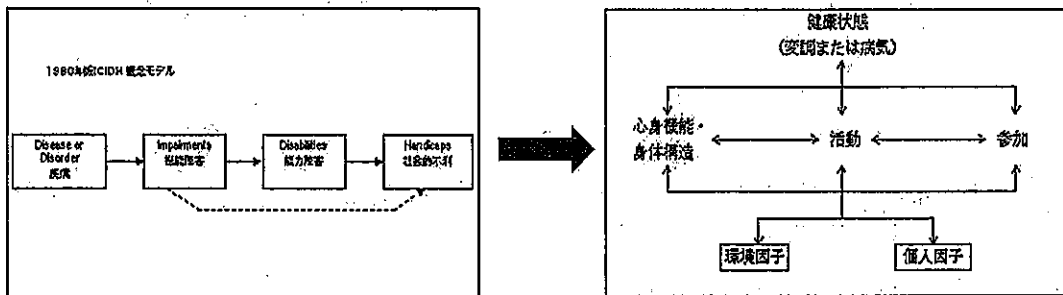 1980年版ICIDH 概念モデル
Disease or
Disorder
疾病
Impairments
機能障害
Disabilities
能力障害
Handicaps
社会的不利
健康状態
(変調または病気)
心身機能・
身体構造
活動
参加
環境因子
個人因子